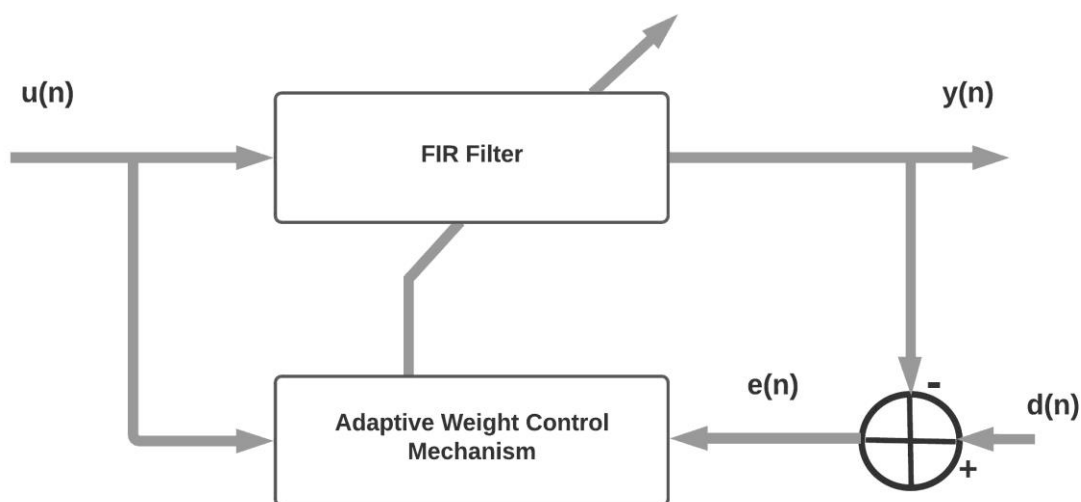 u(n)
y(n)
FIR Filter
e(n)
-
d(n)
Adaptive Weight Control
Mechanism
+